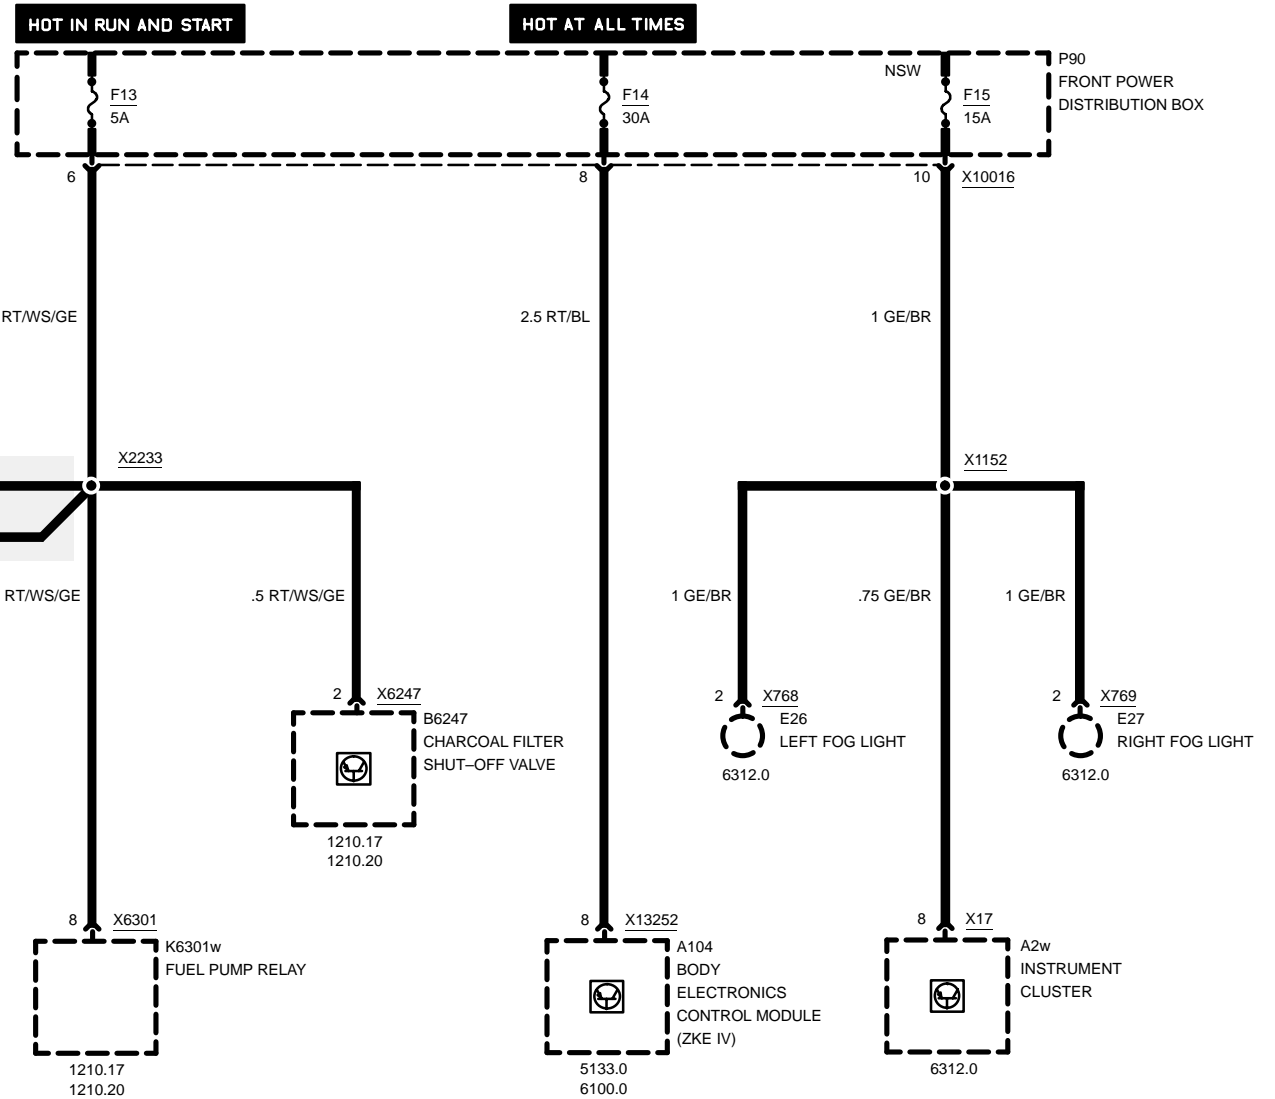 HOT IN RUN AND START
HOT AT ALL TIMES
P90
FRONT POWER
DISTRIBUTION BOX
F13
5A
F14
30A
NSW
F15
15A
6
8
10
X10016
RT/WS/GE
2.5 RT/BL
1 GE/BR
X2233
X1152
RT/WS/GE
.5 RT/WS/GE
1 GE/BR
.75 GE/BR
1 GE/BR
2
X6247
B6247
CHARCOAL FILTER
SHUT–OFF VALVE
1210.17
1210.20
2
X768
E26
LEFT FOG LIGHT
6312.0
2
X769
E27
RIGHT FOG LIGHT
6312.0
8
X6301
K6301w
FUEL PUMP RELAY
1210.17
1210.20
8
X13252
A104
BODY
ELECTRONICS
CONTROL MODULE
(ZKE IV)
5133.0
6100.0
8
X17
A2w
INSTRUMENT
CLUSTER
6312.0